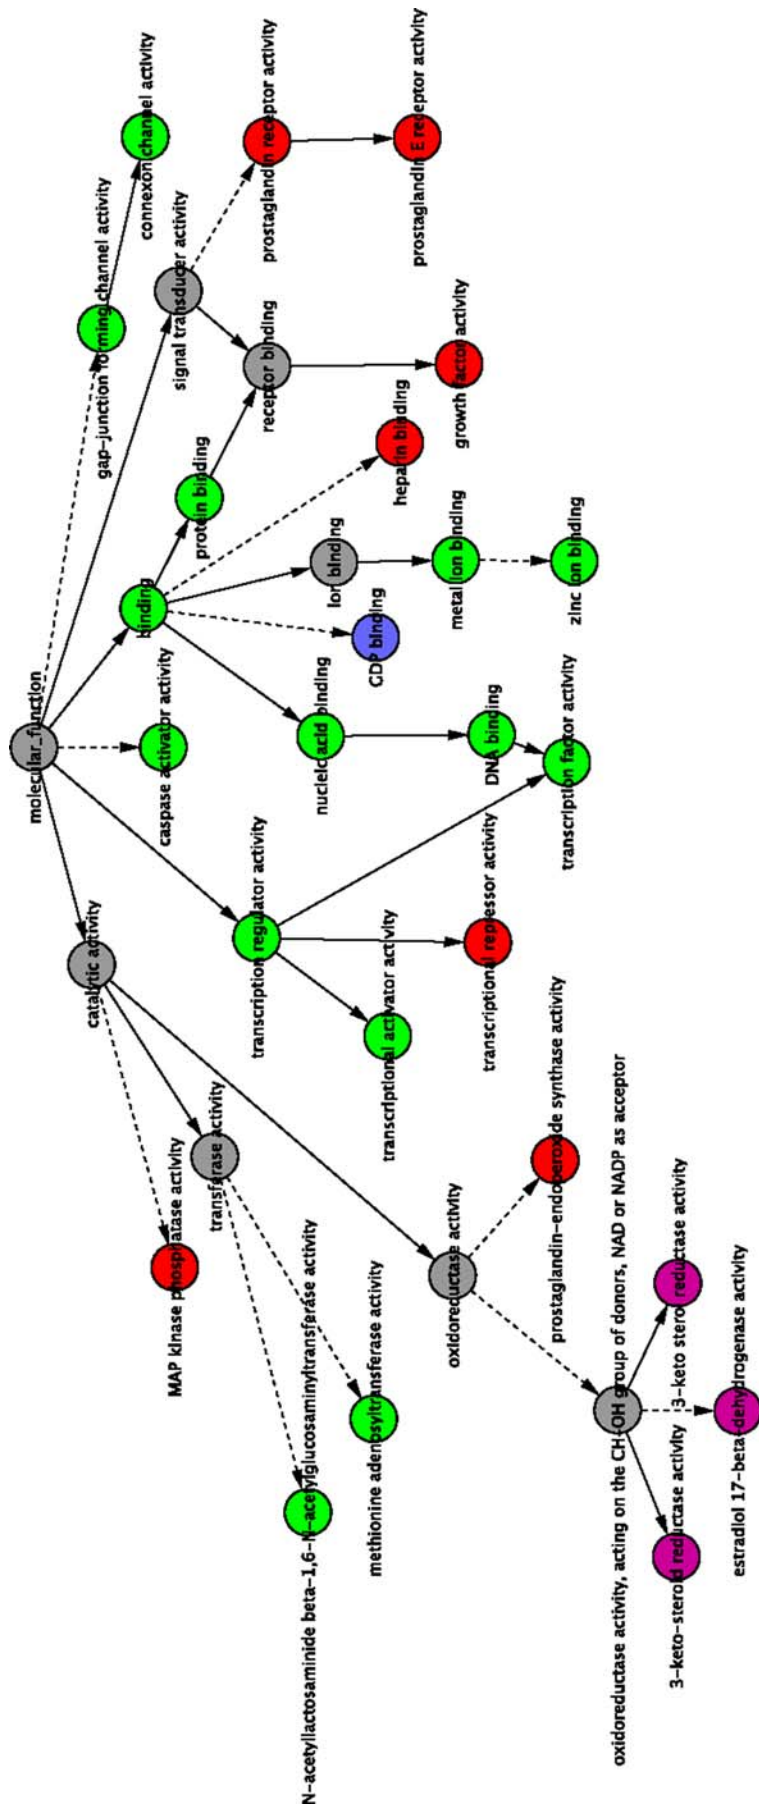 molecular_function
gap-junction forming channel activity
connexon channel activity
signal transducer activity
prostaglandin receptor activity
prostaglandin E receptor activity
receptor binding
growth factor activity
binding
protein binding
heparin binding
ion binding
metal ion binding
zinc ion binding
GDP binding
nucleic acid binding
DNA binding
transcription factor activity
caspase activator activity
transcription regulator activity
transcriptional repressor activity
transcriptional activator activity
catalytic activity
MAP kinase phosphatase activity
transferase activity
N-acetyllactosaminide beta-1,6-N-acetylglucosaminyltransferase activity
methionine adenosyltransferase activity
oxidoreductase activity
prostaglandin-endoperoxide synthase activity
oxidoreductase activity, acting on the CH-OH group of donors, NAD or NADP as acceptor
3-keto sterol reductase activity
estradiol 17-beta-dehydrogenase activity
3-keto-steroid reductase activity